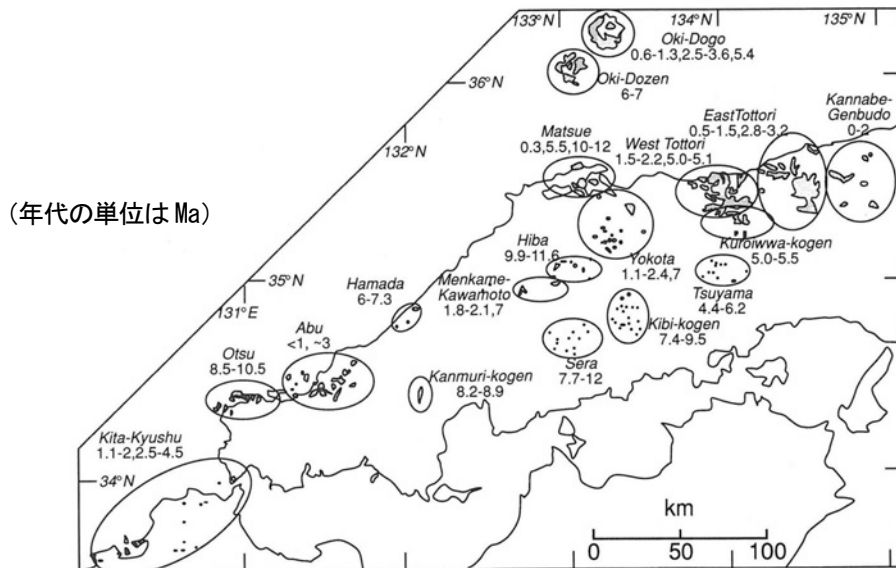 133°N
134°N
135°N
Oki-Dogo
0.6-1.3,2.5-3.6,5.4
36°N
Oki-Dozen
6-7
Kannabe-
Genbudo
0-2
EastTottori
0.5-1.5,2.8-3.2
132°N
Matsue
0.3,5.5,10-12
West Tottori
1.5-2.2,5.0-5.1
(年代の単位は Ma)
Hiba
9.9-11.6
Kuroiwwa-kogen
5.0-5.5
Yokota
1.1-2.4,7
35°N
131°E
Hamada
6-7.3
Menkame-
Kawamoto
1.8-2.1,7
Tsuyama
4.4-6.2
Abu
<1, ~3
Kibi-kogen
7.4-9.5
Otsu
8.5-10.5
Sera
7.7-12
Kanmuri-kogen
8.2-8.9
Kita-Kyushu
1.1-2,2.5-4.5
34°N
km
0
50
100